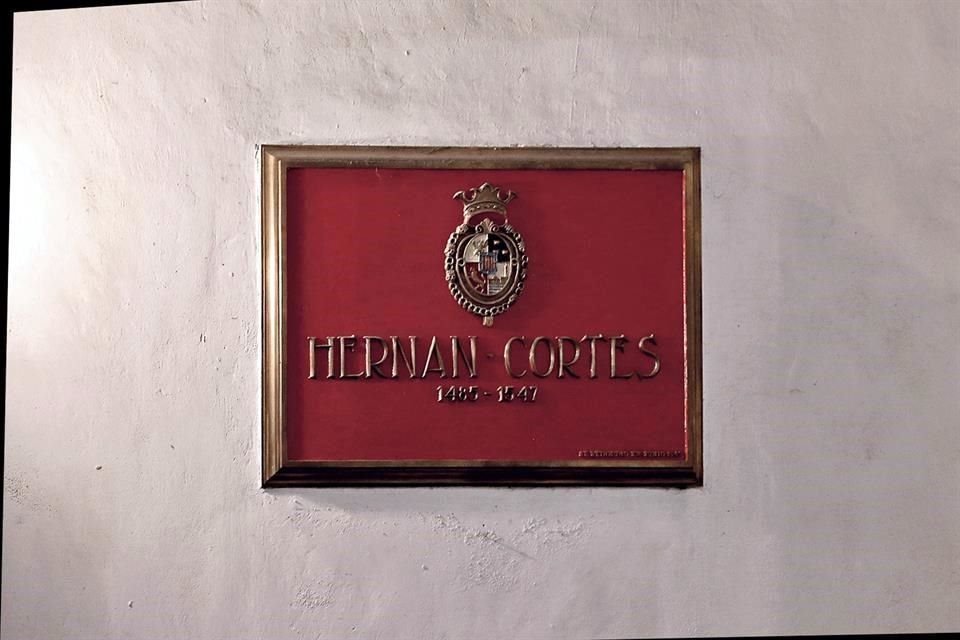 HERNAN - CORTES
1485 - 1547